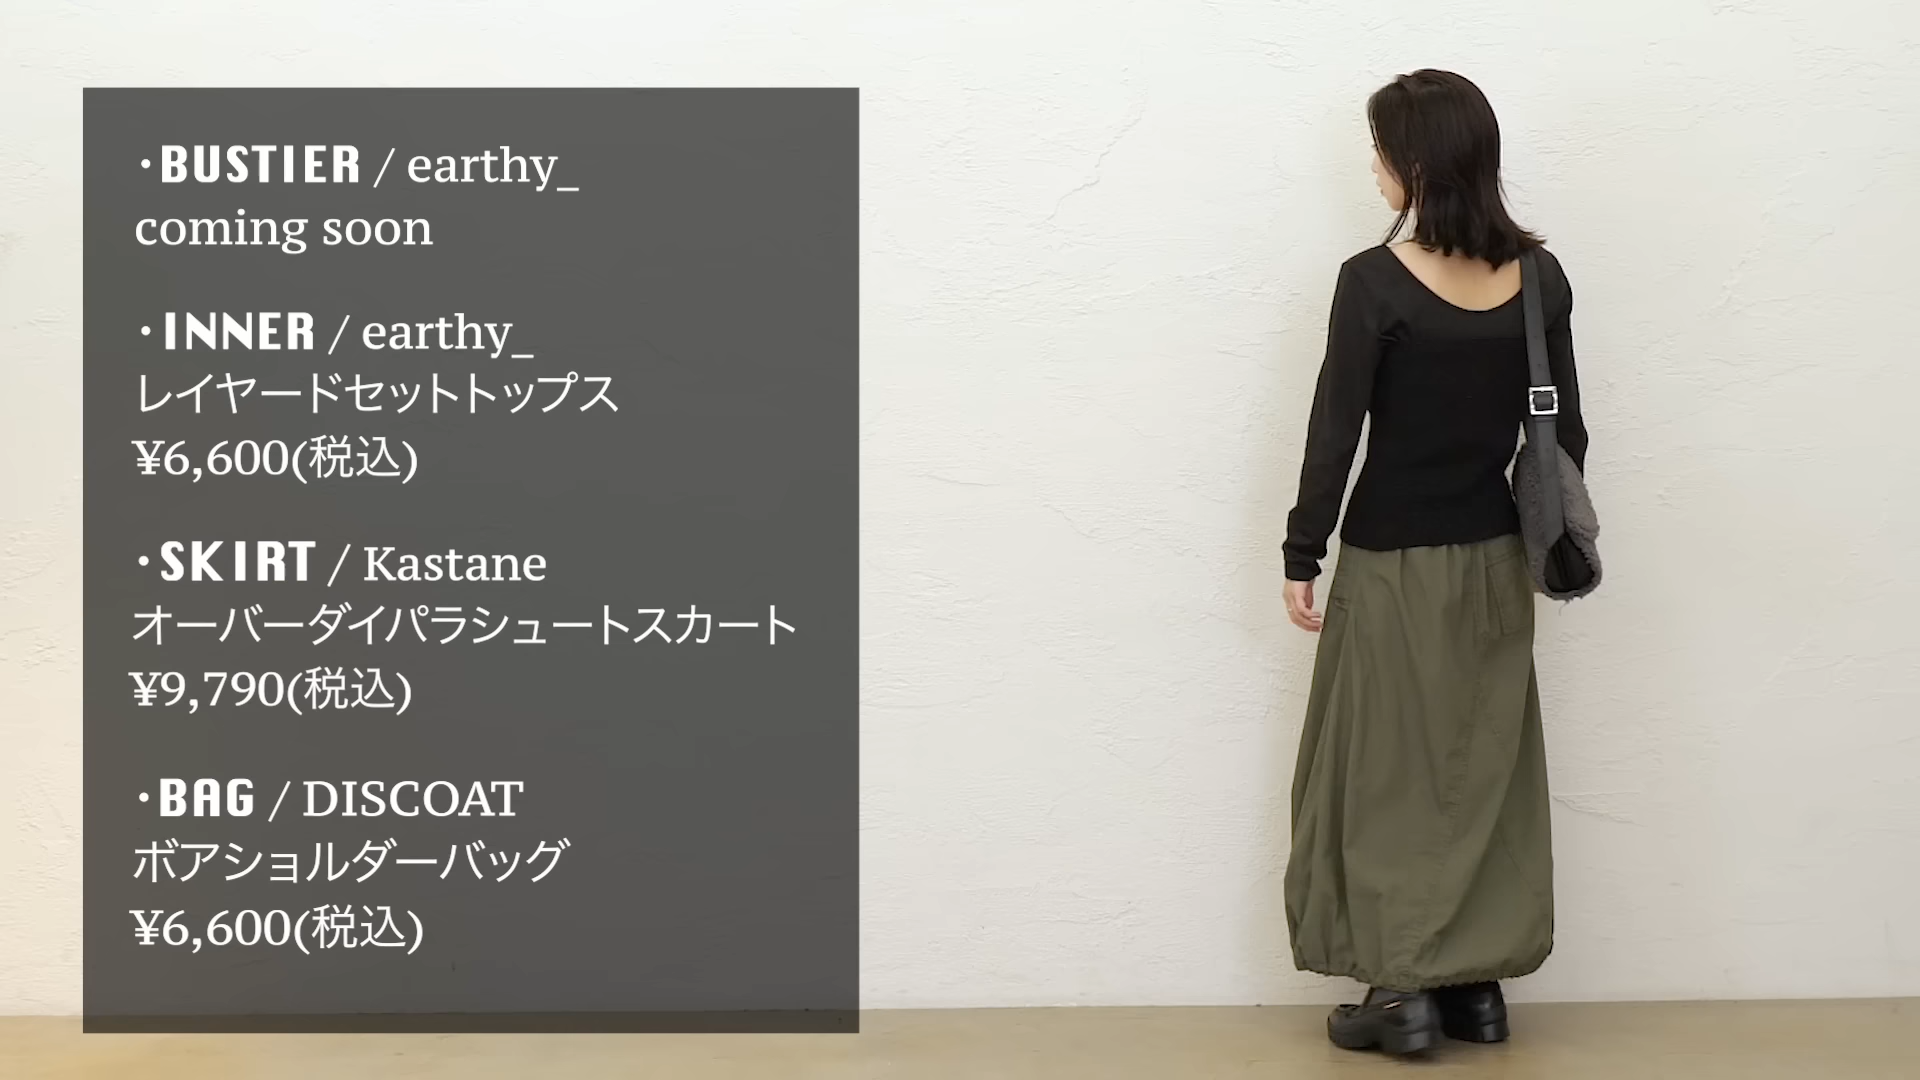 ・BUSTIER / earthy_
coming soon
・INNER / earthy_
レイヤードセットトップス
¥6,600(税込)
・SKIRT / Kastane
オーバーダイパラシュートスカート
¥9,790(税込)
・BAG / DISCOAT
ボアショルダーバッグ
¥6,600(税込)